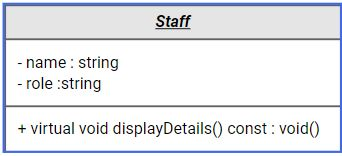 Staff
- name : string
- role :string
+ virtual void displayDetails() const : void()